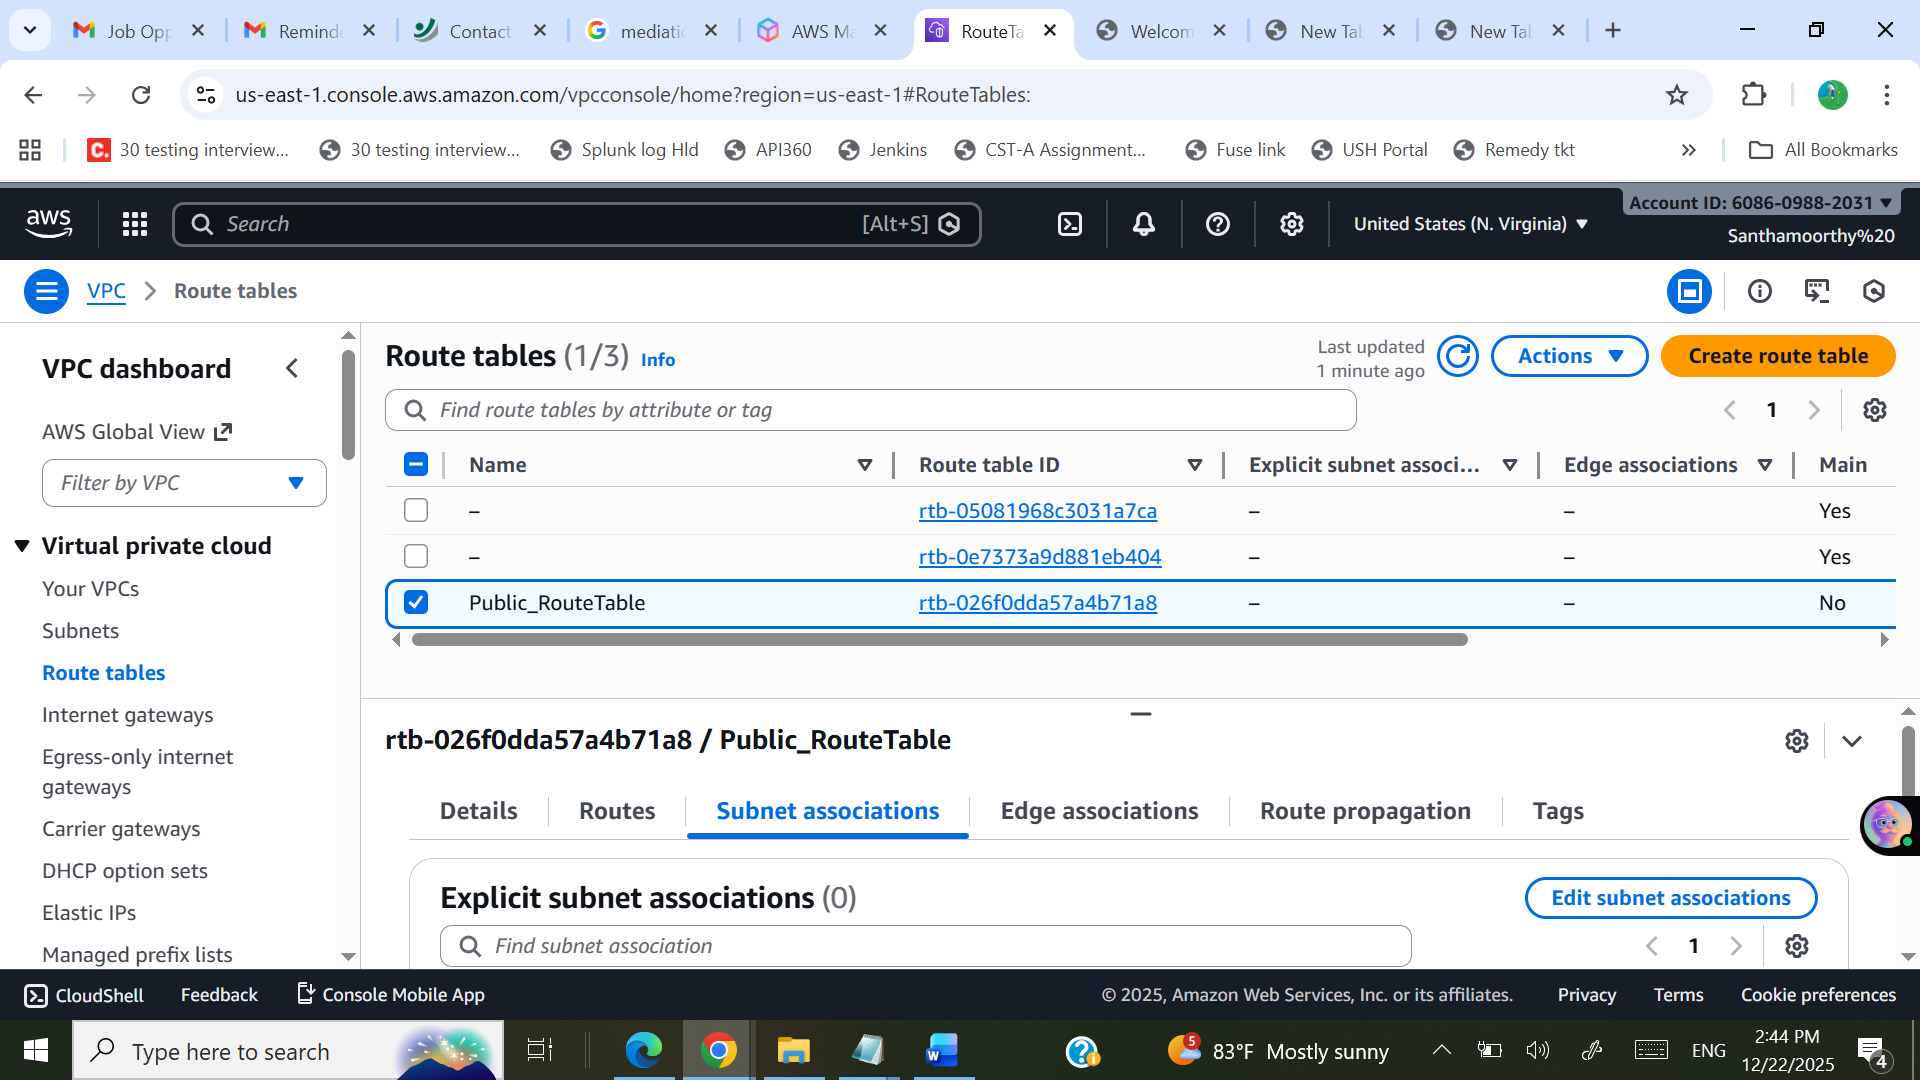 Job Opp
Reminde
Contact
mediatio
AWS Ma
RouteTa
Welcom
New Tab
New Tab
us-east-1.console.aws.amazon.com/vpcconsole/home?region=us-east-1#RouteTables:
30 testing interview...
30 testing interview...
Splunk log Hld
API360
Jenkins
CST-A Assignment...
Fuse link
USH Portal
Remedy tkt
All Bookmarks
aws
Search
[Alt+S]
United States (N. Virginia)
Account ID: 6086-0988-2031
Santhamoorthy%20
VPC
Route tables
VPC dashboard
AWS Global View
Filter by VPC
Virtual private cloud
Your VPCs
Subnets
Route tables
Internet gateways
Egress-only internet
gateways
Carrier gateways
DHCP option sets
Elastic IPs
Managed prefix lists
Route tables (1/3) Info
Last updated
1 minute ago
Actions
Create route table
Find route tables by attribute or tag
1
Name Route table ID Explicit subnet associ... Edge associations Main
– rtb-05081968c3031a7ca – – Yes
– rtb-0e7373a9d881eb404 – – Yes
Public_RouteTable rtb-026f0dda57a4b71a8 – – No
rtb-026f0dda57a4b71a8 / Public_RouteTable
Details
Routes
Subnet associations
Edge associations
Route propagation
Tags
Explicit subnet associations (0)
Edit subnet associations
Find subnet association
1
CloudShell
Feedback
Console Mobile App
© 2025, Amazon Web Services, Inc. or its affiliates.
Privacy
Terms
Cookie preferences
Type here to search
5
83°F Mostly sunny
ENG
2:44 PM
12/22/2025
4